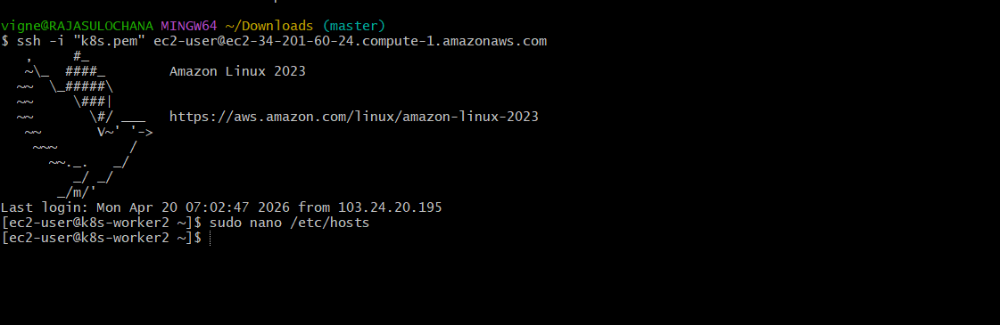 vigne@RAJASULOCHANA MINGW64 ~/Downloads (master)
$ ssh -i "k8s.pem" ec2-user@ec2-34-201-60-24.compute-1.amazonaws.com
   ,     #_
   ~\_  ####_        Amazon Linux 2023
  ~~  \_#####\
  ~~     \###|
  ~~       \#/ ___   https://aws.amazon.com/linux/amazon-linux-2023
   ~~       V~' '->
    ~~~         /
      ~~._.   _/
         _/ _/
       _/m/'
Last login: Mon Apr 20 07:02:47 2026 from 103.24.20.195
[ec2-user@k8s-worker2 ~]$ sudo nano /etc/hosts
[ec2-user@k8s-worker2 ~]$